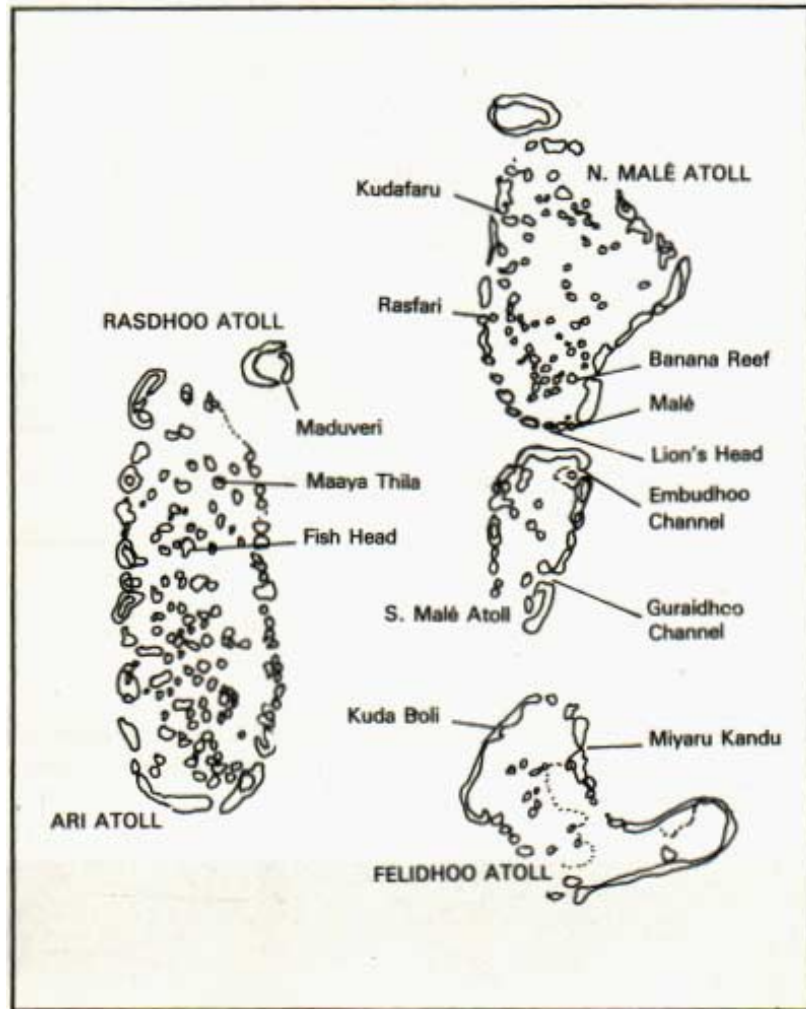 N. MALÉ ATOLL
Kudafaru
RASDHOO ATOLL
Rasfari
Banana Reef
Maduveri
Malé
Lion's Head
Maaya Thila
Embudhoo
Channel
Fish Head
S. Malé Atoll
Guraidhoo
Channel
Kuda Boli
Miyaru Kandu
ARI ATOLL
FELIDHOO ATOLL